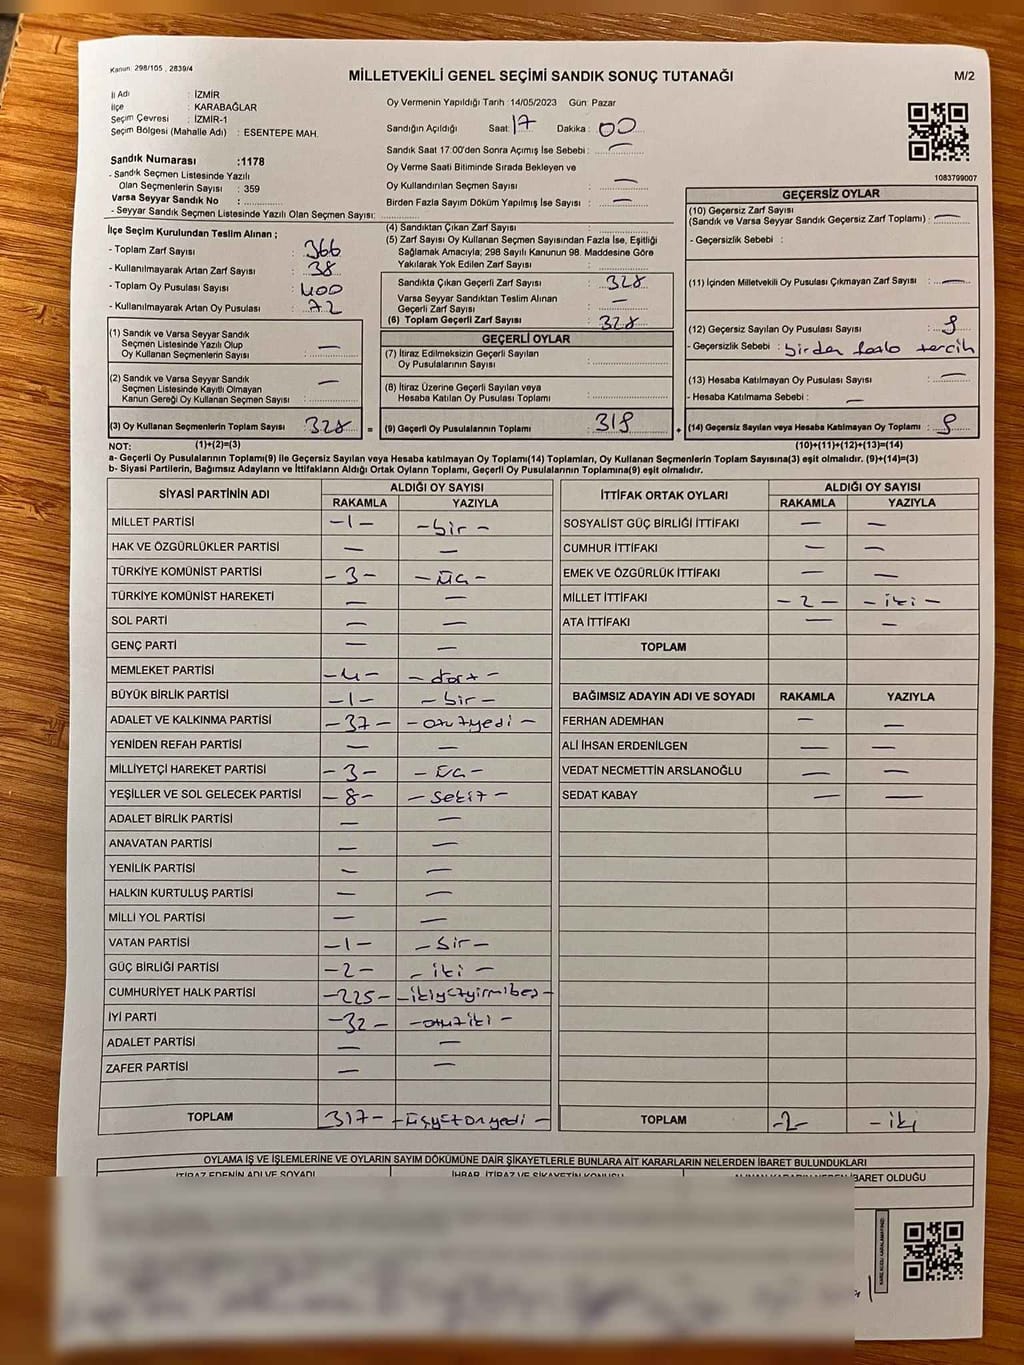 Kanun: 298/105 , 2839/4
MİLLETVEKİLİ GENEL SEÇİMİ SANDIK SONUÇ TUTANAĞI
M/2
İl Adı : İZMİR
İlçe : KARABAĞLAR
Seçim Çevresi : İZMİR-1
Seçim Bölgesi (Mahalle Adı) : ESENTEPE MAH.
Sandık Numarası :1178
- Sandık Seçmen Listesinde Yazılı
Olan Seçmenlerin Sayısı : 359
Varsa Seyyar Sandık No :
- Seyyar Sandık Seçmen Listesinde Yazılı Olan Seçmen Sayısı:
Oy Vermenin Yapıldığı Tarih :14/05/2023 Gün: Pazar
Sandığın Açıldığı Saat: 17 Dakika: 00
Sandık Saat 17:00'den Sonra Açımış İse Sebebi : —
Oy Verme Saati Bitiminde Sırada Bekleyen ve
Oy Kullandırılan Seçmen Sayısı : —
Birden Fazla Sayım Döküm Yapılmış İse Sayısı : —
1083799007
İlçe Seçim Kurulundan Teslim Alınan ;
- Toplam Zarf Sayısı : 366
- Kullanılmayarak Artan Zarf Sayısı : 38
- Toplam Oy Pusulası Sayısı : 400
- Kullanılmayarak Artan Oy Pusulası : 72
(1) Sandık ve Varsa Seyyar Sandık
Seçmen Listesinde Yazılı Olup
Oy Kullanan Seçmenlerin Sayısı : —
(2) Sandık ve Varsa Seyyar Sandık
Seçmen Listesinde Kayıtlı Olmayan
Kanun Gereği Oy Kullanan Seçmen Sayısı : —
(3) Oy Kullanan Seçmenlerin Toplam Sayısı : 328 =
(4) Sandıktan Çıkan Zarf Sayısı :
(5) Zarf Sayısı Oy Kullanan Seçmen Sayısından Fazla İse, Eşitliği
Sağlamak Amacıyla; 298 Sayılı Kanunun 98. Maddesine Göre
Yakılarak Yok Edilen Zarf Sayısı :
Sandıkta Çıkan Geçerli Zarf Sayısı : 328
Varsa Seyyar Sandıktan Teslim Alınan
Geçerli Zarf Sayısı : —
(6) Toplam Geçerli Zarf Sayısı : 328
GEÇERLİ OYLAR
(7) İtiraz Edilmeksizin Geçerli Sayılan
Oy Pusulalarının Sayısı :
(8) İtiraz Üzerine Geçerli Sayılan veya
Hesaba Katılan Oy Pusulası Toplamı :
(9) Geçerli Oy Pusulalarının Toplamı : 319 +
GEÇERSİZ OYLAR
(10) Geçersiz Zarf Sayısı
(Sandık ve Varsa Seyyar Sandık Geçersiz Zarf Toplamı) : —
- Geçersizlik Sebebi :
(11) İçinden Milletvekili Oy Pusulası Çıkmayan Zarf Sayısı : —
(12) Geçersiz Sayılan Oy Pusulası Sayısı : 9
- Geçersizlik Sebebi : birden fazla tercih
(13) Hesaba Katılmayan Oy Pusulası Sayısı : —
- Hesaba Katılmama Sebebi : —
(14) Geçersiz Sayılan veya Hesaba Katılmayan Oy Pusulası Toplamı : 9
NOT: (1)+(2)=(3) (10)+(11)+(12)+(13)=(14)
a- Geçerli Oy Pusulasının Toplamı(9) ile Geçersiz Sayılan veya Hesaba katılmayan Oy Pusulası Toplamı(14) Toplamları, Oy Kullanan Seçmenlerin Toplam Sayısına(3) eşit olmalıdır. (9)+(14)=(3)
b- Siyasi Partilerin, Bağımsız Adayların ve İttifakların Aldığı Ortak Oyların Toplamı, Geçerli Oy Pusulalarının Toplamına(9) eşit olmalıdır.
SİYASİ PARTİNİN ADI ALDIĞI OY SAYISI
RAKAMLA YAZIYLA
MİLLET PARTİSİ -1- -bir-
HAK VE ÖZGÜRLÜKLER PARTİSİ — —
TÜRKİYE KOMÜNİST PARTİSİ -3- -üç-
TÜRKİYE KOMÜNİST HAREKETİ — —
SOL PARTİ — —
GENÇ PARTİ — —
MEMLEKET PARTİSİ -4- -dört-
BÜYÜK BİRLİK PARTİSİ -1- -bir-
ADALET VE KALKINMA PARTİSİ -37- -otuzyedi-
YENİDEN REFAH PARTİSİ — —
MİLLİYETÇİ HAREKET PARTİSİ -3- -üç-
YEŞİLLER VE SOL GELECEK PARTİSİ -8- -sekiz-
ADALET BİRLİK PARTİSİ — —
ANAVATAN PARTİSİ — —
YENİLİK PARTİSİ — —
HALKIN KURTULUŞ PARTİSİ — —
MİLLİ YOL PARTİSİ — —
VATAN PARTİSİ -1- -bir-
GÜÇ BİRLİĞİ PARTİSİ -2- -iki-
CUMHURİYET HALK PARTİSİ -225- -ikiyüzyirmibeş-
İYİ PARTİ -32- -otuziki-
ADALET PARTİSİ — —
ZAFER PARTİSİ — —
TOPLAM 317- -üçyüzonyedi-
İTTİFAK ORTAK OYLARI ALDIĞI OY SAYISI
RAKAMLA YAZIYLA
SOSYALİST GÜÇ BİRLİĞİ İTTİFAKI — —
CUMHUR İTTİFAKI — —
EMEK VE ÖZGÜRLÜK İTTİFAKI — —
MİLLET İTTİFAKI -2- -iki-
ATA İTTİFAKI — —
TOPLAM
BAĞIMSIZ ADAYIN ADI VE SOYADI RAKAMLA YAZIYLA
FERHAN ADEMHAN — —
ALİ İHSAN ERDENİLGEN — —
VEDAT NECMETTİN ARSLANOĞLU — —
SEDAT KABAY — —
TOPLAM -2- -iki
OYLAMA İŞ VE İŞLEMLERİNE VE OYLARIN SAYIM DÖKÜMÜNE DAİR ŞİKAYETLERLE BUNLARA AİT KARARLARIN NELERDEN İBARET BULUNDUKLARI
İTİRAZ EDENİN ADI VE SOYADI İHBAR, İTİRAZ VE ŞİKAYETİN KONUSU ALINAN KARARIN NEDEN İBARET OLDUĞU